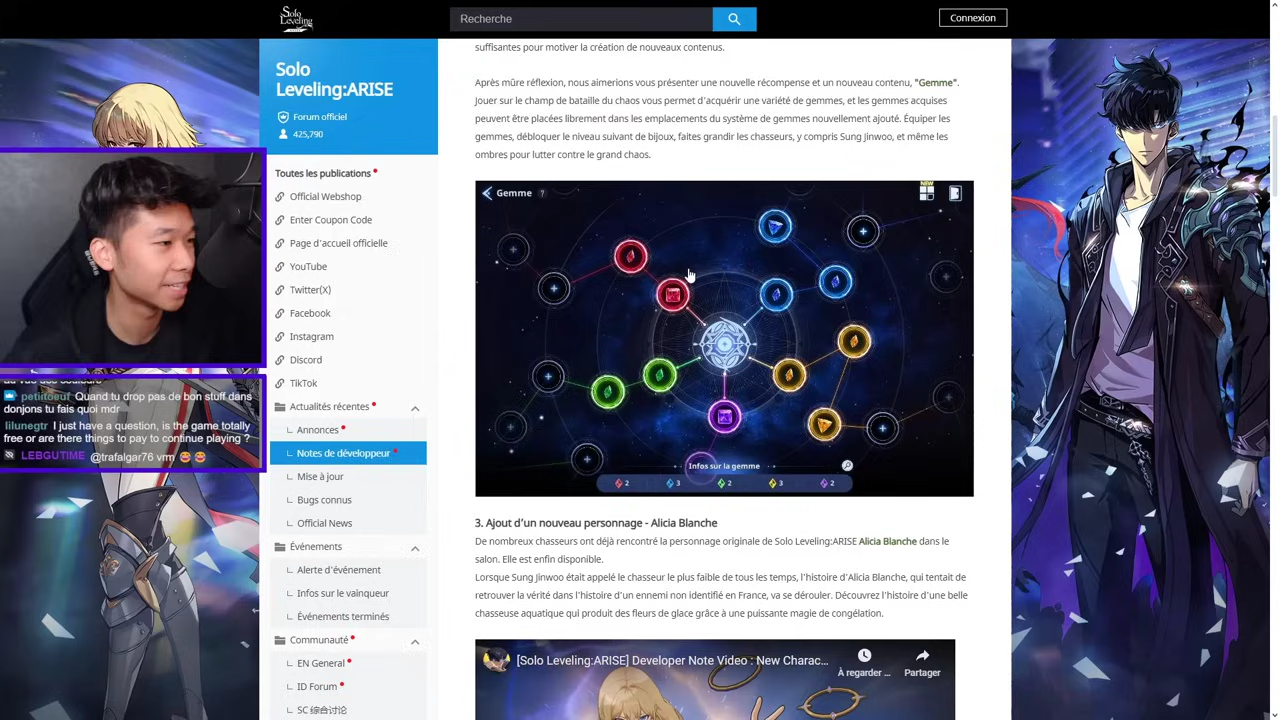 Solo Leveling
Recherche
Connexion
Solo
Leveling:ARISE
Forum officiel
425,790
Toutes les publications
Official Webshop
Enter Coupon Code
Page d'accueil officielle
YouTube
Twitter(X)
Facebook
Instagram
Discord
TikTok
Actualités récentes
Annonces
Notes de développeur
Mise à jour
Bugs connus
Official News
Événements
Alerte d'événement
Infos sur le vainqueur
Événements terminés
Communauté
EN General
ID Forum
SC 综合讨论
petiitoeuf Quand tu drop pas de bon stuff dans
donjons tu fais quoi mdr
lilunegtr I just have a question, is the game totally
free or are there things to pay to continue playing ?
LEBGUTIME @trafalgar76 vrm
suffisantes pour motiver la création de nouveaux contenus.
Après mûre réflexion, nous aimerions vous présenter une nouvelle récompense et un nouveau contenu, "Gemme".
Jouer sur le champ de bataille du chaos vous permet d'acquérir une variété de gemmes, et les gemmes acquises
peuvent être placées librement dans les emplacements du système de gemmes nouvellement ajouté. Équiper les
gemmes, débloquer le niveau suivant de bijoux, faites grandir les chasseurs, y compris Sung Jinwoo, et même les
ombres pour lutter contre le grand chaos.
Gemme ?
NEW
Infos sur la gemme
2 3 2 3 2
3. Ajout d'un nouveau personnage - Alicia Blanche
De nombreux chasseurs ont déjà rencontré la personnage originale de Solo Leveling:ARISE Alicia Blanche dans le
salon. Elle est enfin disponible.
Lorsque Sung Jinwoo était appelé le chasseur le plus faible de tous les temps, l'histoire d'Alicia Blanche, qui tentait de
retrouver la vérité dans l'histoire d'un ennemi non identifié en France, va se dérouler. Découvrez l'histoire d'une belle
chasseuse aquatique qui produit des fleurs de glace grâce à une puissante magie de congélation.
[Solo Leveling:ARISE] Developer Note Video : New Charac...
À regarder ...
Partager